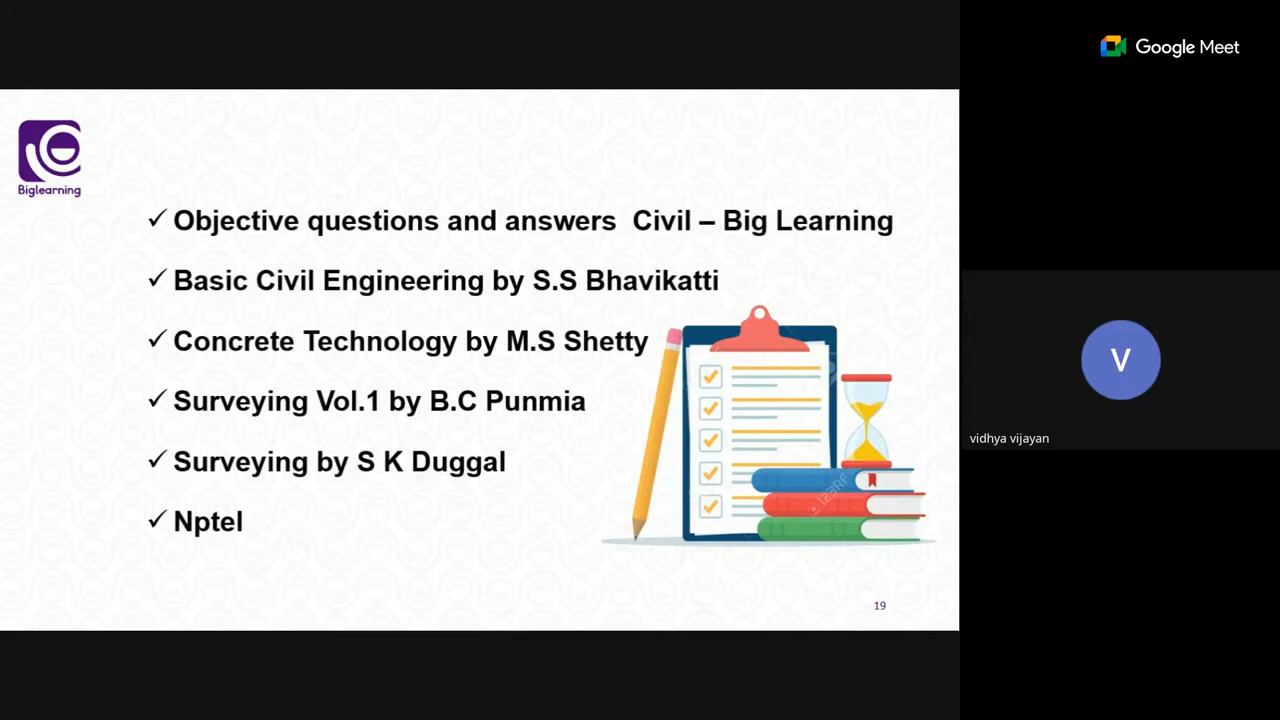 Google Meet
Biglearning
✓ Objective questions and answers  Civil – Big Learning
✓ Basic Civil Engineering by S.S Bhavikatti
✓ Concrete Technology by M.S Shetty
✓ Surveying Vol.1 by B.C Punmia
✓ Surveying by S K Duggal
✓ Nptel
123RF
19
V
vidhya vijayan